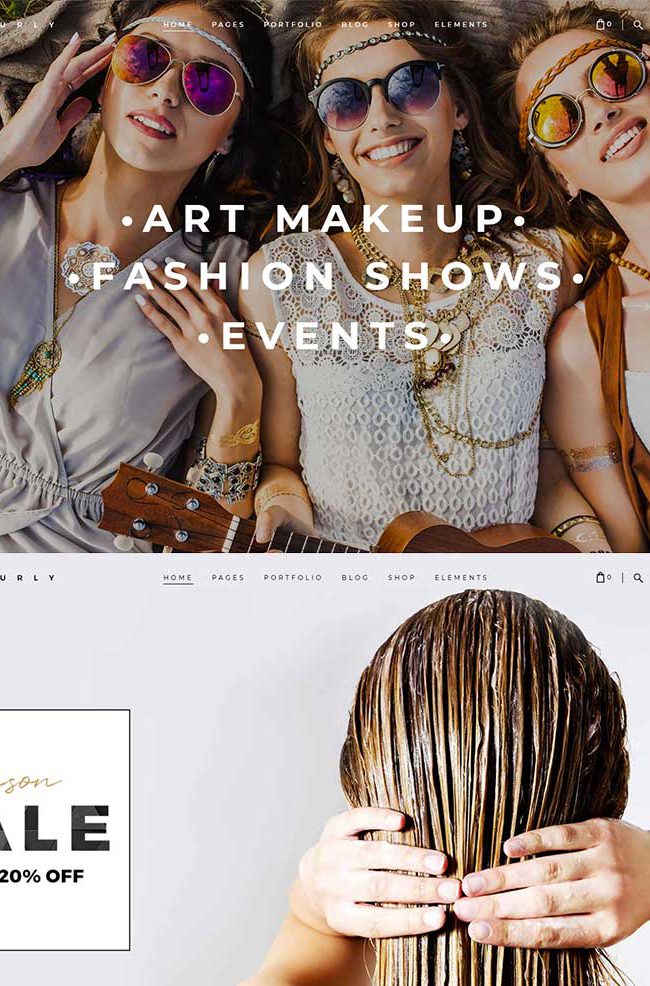 U R L Y HOME PAGES PORTFOLIO BLOG SHOP ELEMENTS 0
•ART MAKEUP•
•FASHION SHOWS•
•EVENTS•
U R L Y HOME PAGES PORTFOLIO BLOG SHOP ELEMENTS 0
son
ALE
20% OFF